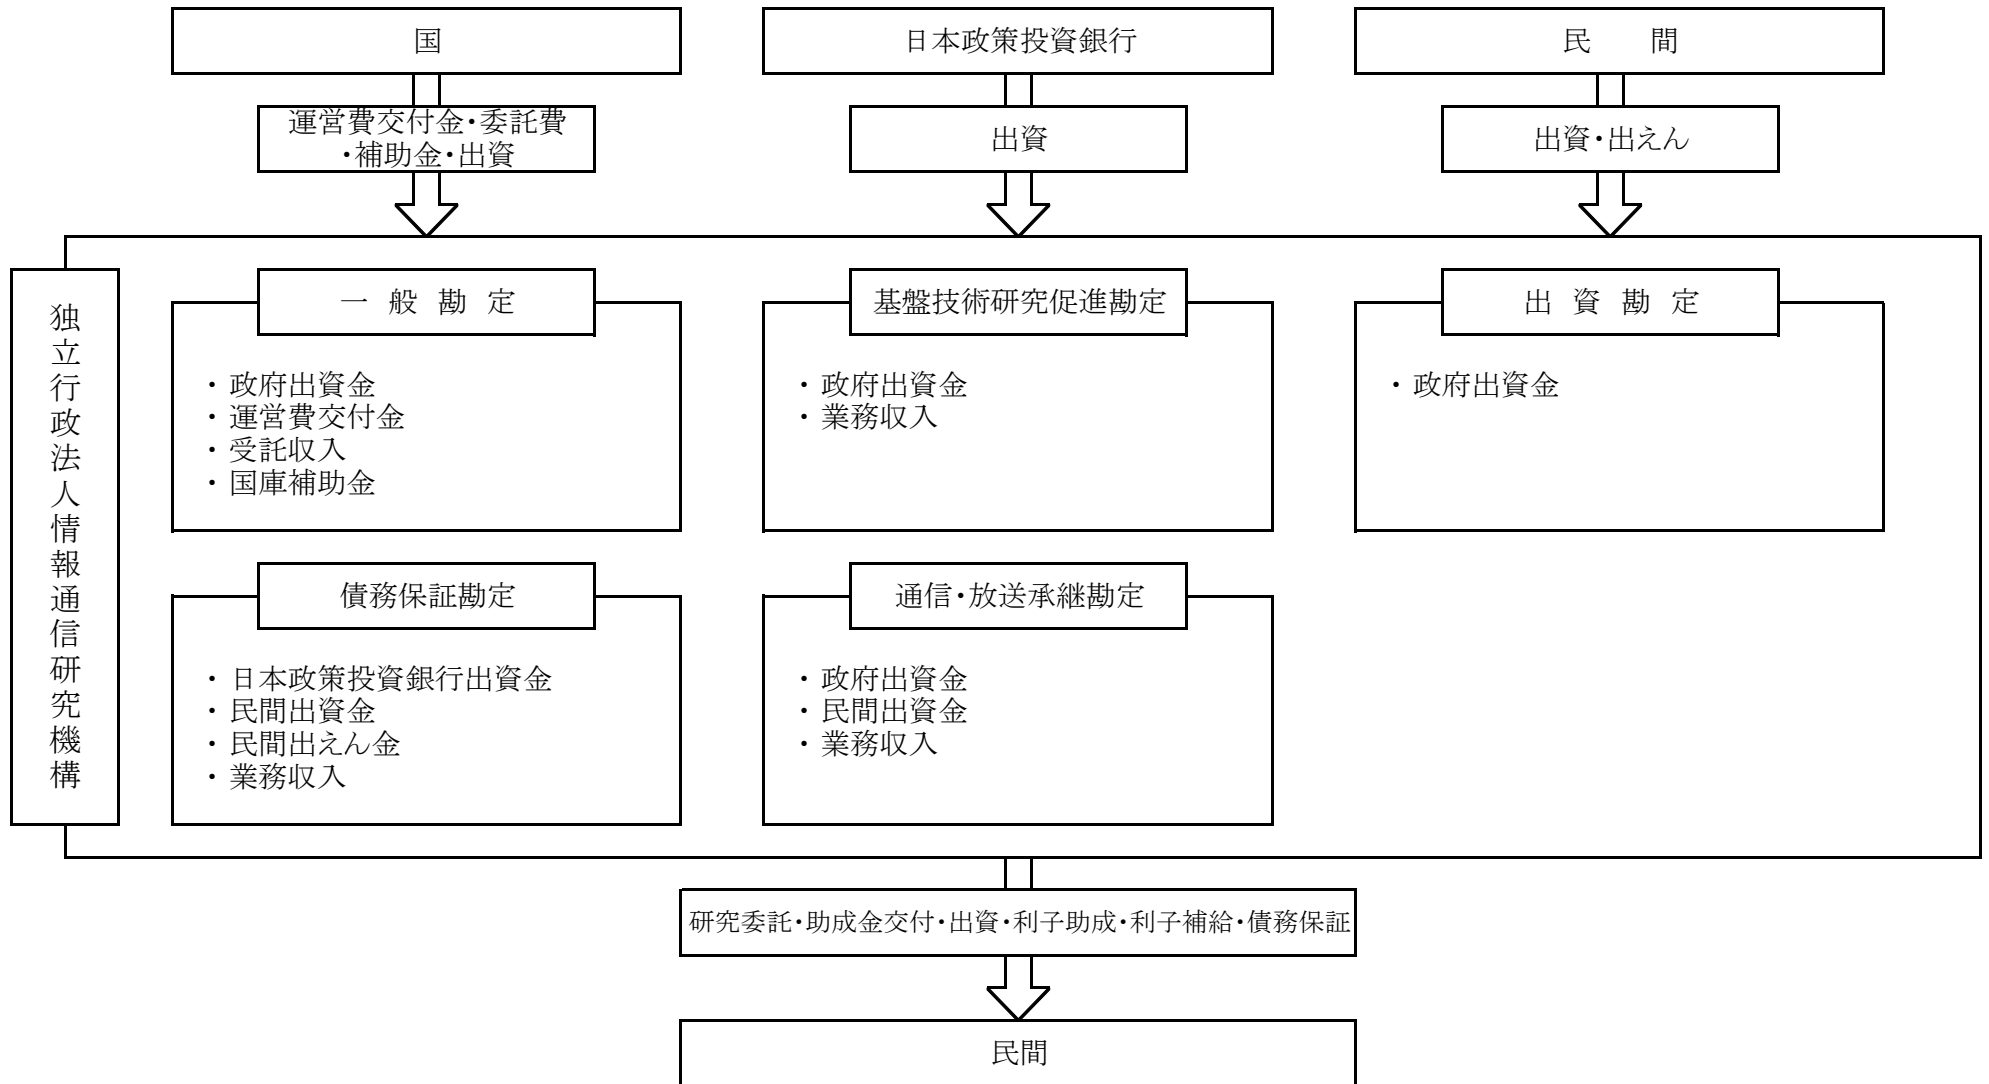 国
日本政策投資銀行
民　間
運営費交付金・委託費
・補助金・出資
出資
出資・出えん
独立行政法人情報通信研究機構
一般勘定
・政府出資金
・運営費交付金
・受託収入
・国庫補助金
基盤技術研究促進勘定
・政府出資金
・業務収入
出資勘定
・政府出資金
債務保証勘定
・日本政策投資銀行出資金
・民間出資金
・民間出えん金
・業務収入
通信・放送承継勘定
・政府出資金
・民間出資金
・業務収入
研究委託・助成金交付・出資・利子助成・利子補給・債務保証
民間